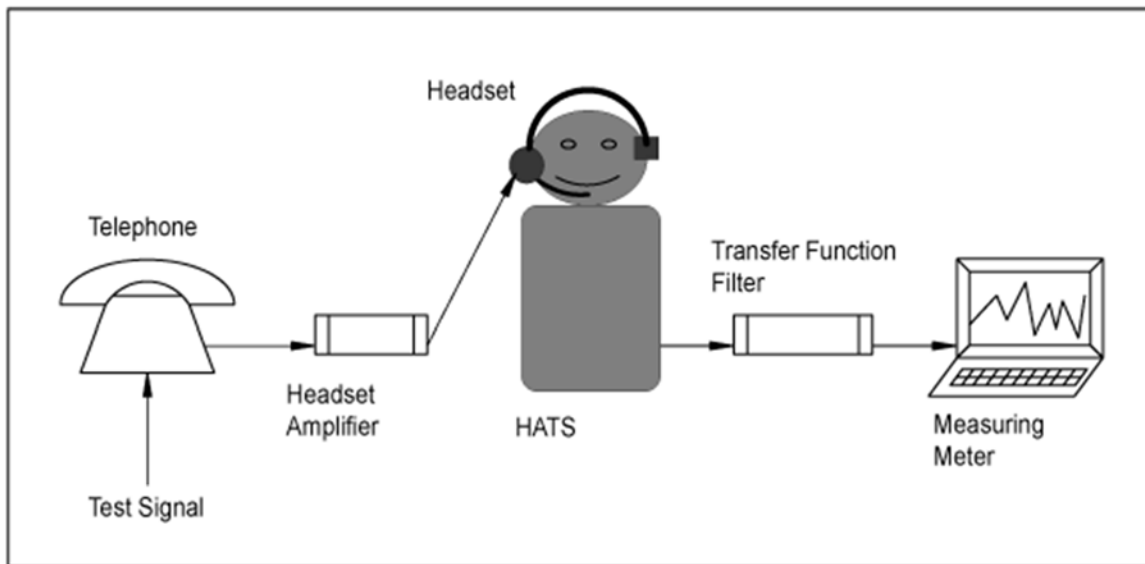 Headset
Telephone
Transfer Function
Filter
Headset
Amplifier
HATS
Measuring
Meter
Test Signal